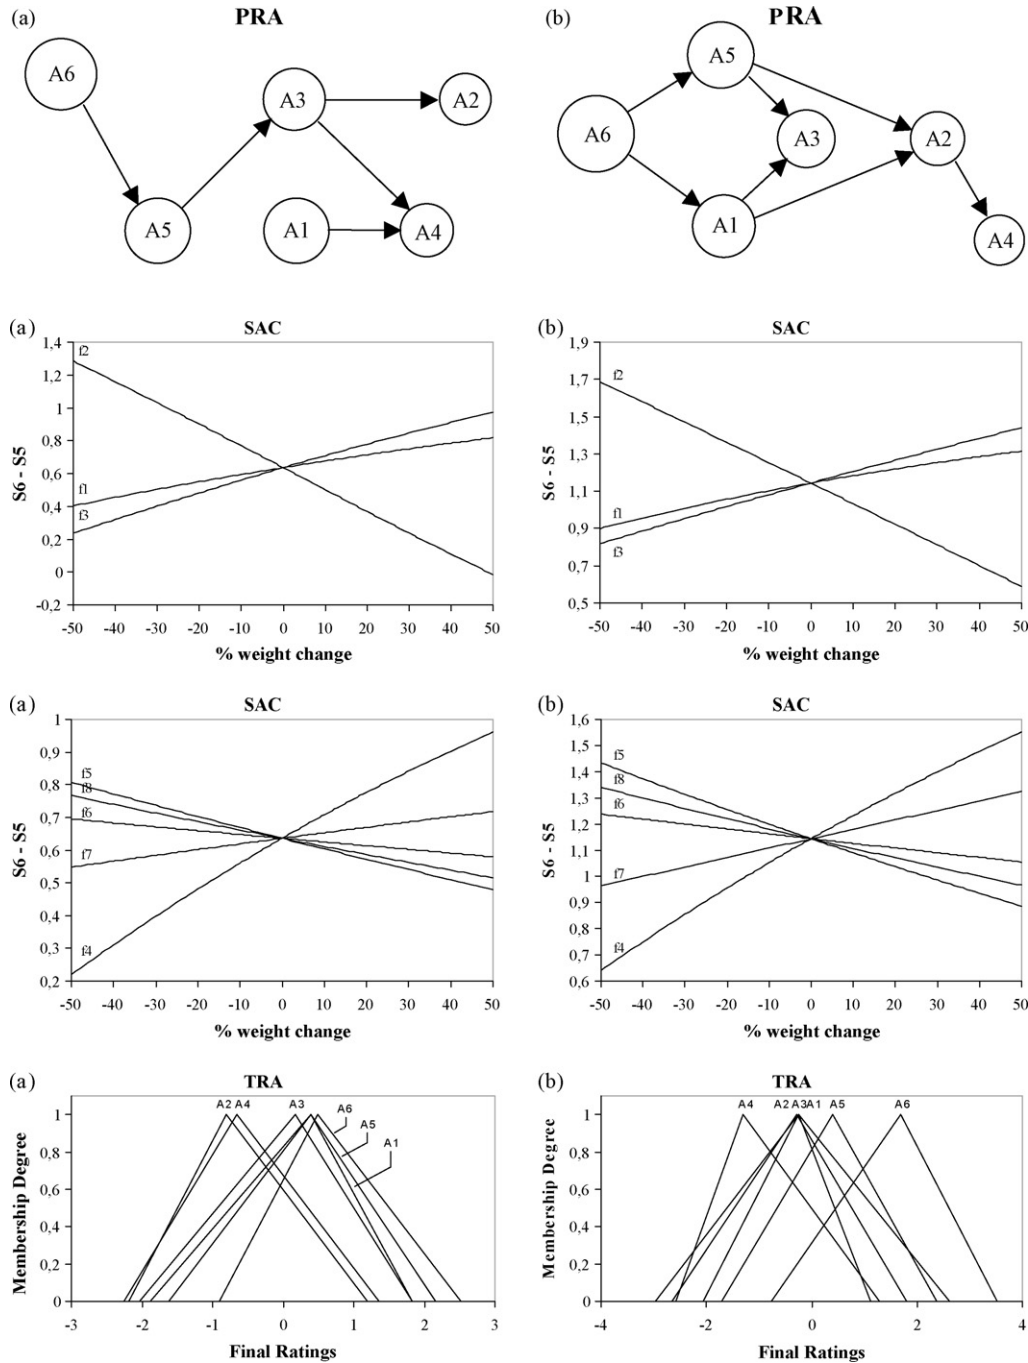 (a) PRA
A6
A3
A2
A5
A1
A4
(b) PRA
A5
A6
A3
A2
A1
A4
(a) SAC
1,4
1,2
1
0,8
0,6
0,4
0,2
0
-0,2
S6 - S5
f2
f1
f3
-50 -40 -30 -20 -10 0 10 20 30 40 50
% weight change
(b) SAC
1,9
1,7
1,5
1,3
1,1
0,9
0,7
0,5
S6 - S5
f2
f1
f3
-50 -40 -30 -20 -10 0 10 20 30 40 50
% weight change
(a) SAC
1
0,9
0,8
0,7
0,6
0,5
0,4
0,3
0,2
S6 - S5
f5
f8
f6
f7
f4
-50 -40 -30 -20 -10 0 10 20 30 40 50
% weight change
(b) SAC
1,6
1,5
1,4
1,3
1,2
1,1
1
0,9
0,8
0,7
0,6
S6 - S5
f5
f8
f6
f7
f4
-50 -40 -30 -20 -10 0 10 20 30 40 50
% weight change
(a) TRA
A2 A4 A3
A6
A5
A1
1
0,8
0,6
0,4
0,2
0
Membership Degree
-3 -2 -1 0 1 2 3
Final Ratings
(b) TRA
A4 A2 A3 A1 A5 A6
1
0,8
0,6
0,4
0,2
0
Membership Degree
-4 -2 0 2 4
Final Ratings